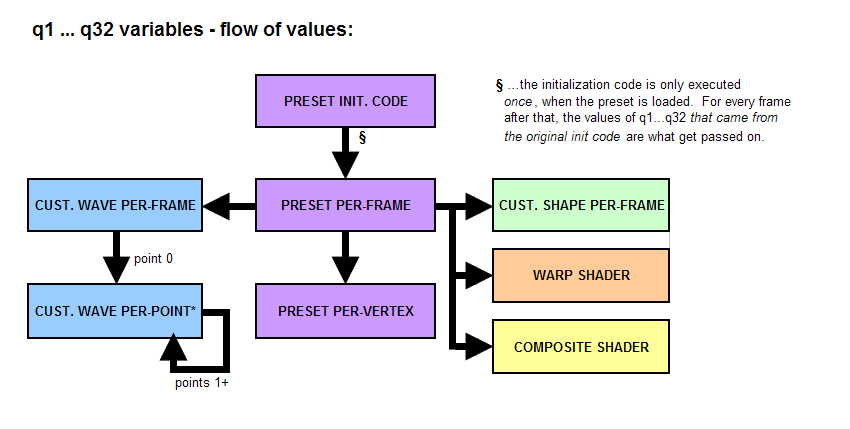 q1 ... q32 variables - flow of values:
PRESET INIT. CODE
§ ...the initialization code is only executed
once, when the preset is loaded. For every frame
after that, the values of q1...q32 that came from
the original init code are what get passed on.
§
CUST. WAVE PER-FRAME
PRESET PER-FRAME
CUST. SHAPE PER-FRAME
point 0
WARP SHADER
CUST. WAVE PER-POINT*
PRESET PER-VERTEX
COMPOSITE SHADER
points 1+